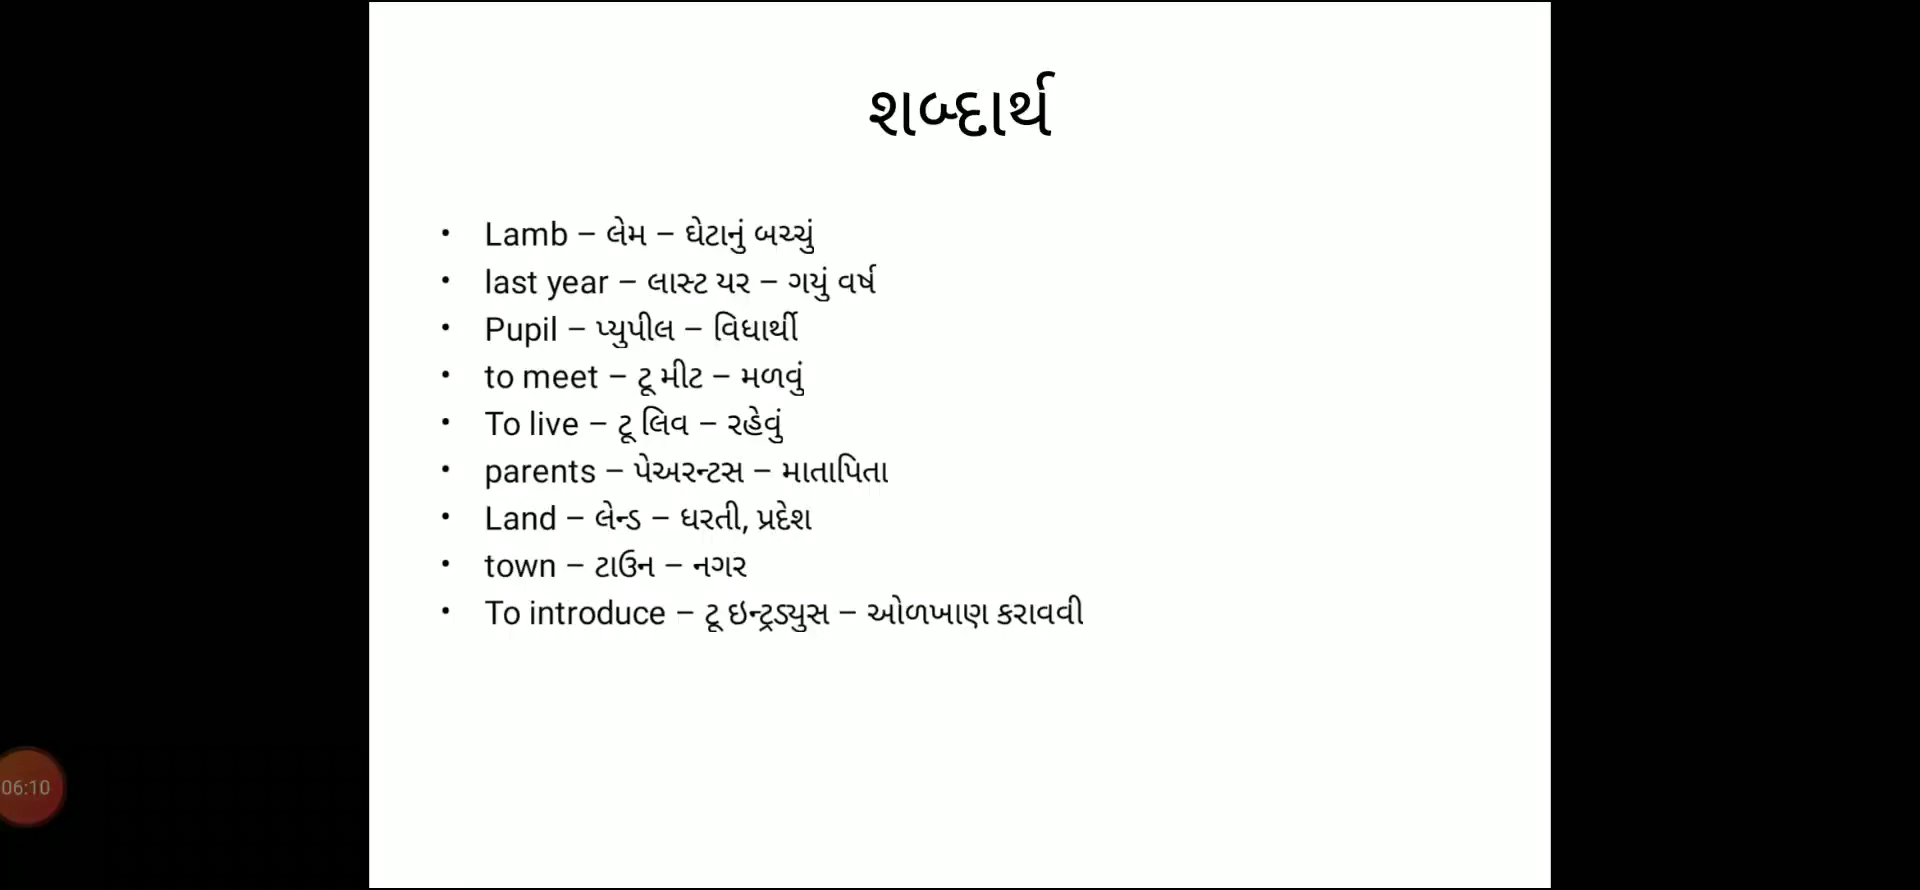 શબ્દાર્થ
• Lamb – લેમ – ઘેટાનું બચ્ચું
• last year – લાસ્ટ યર – ગયું વર્ષ
• Pupil – પ્યુપીલ – વિધાર્થી
• to meet – ટૂ મીટ – મળવું
• To live – ટૂ લિવ – રહેવું
• parents – પેઅરન્ટસ – માતાપિતા
• Land – લેન્ડ – ધરતી, પ્રદેશ
• town – ટાઉન – નગર
• To introduce – ટૂ ઇન્ટ્રડ્યુસ – ઓળખાણ કરાવવી
06:10